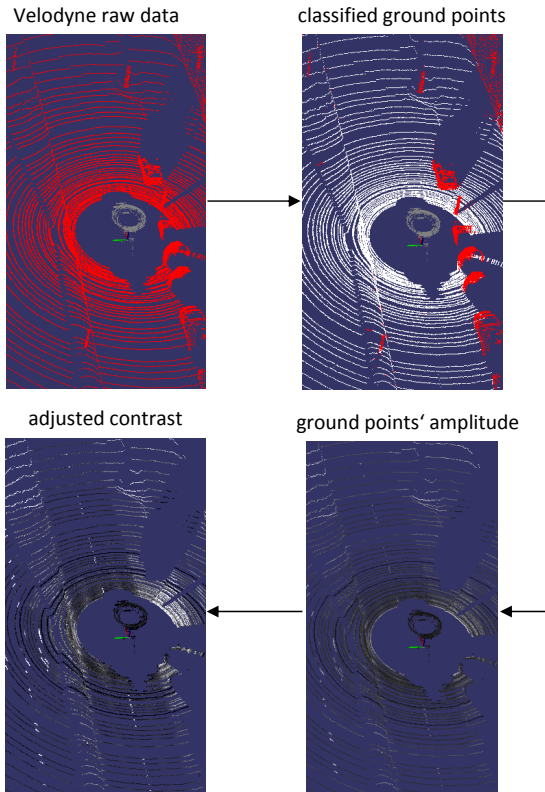 Velodyne raw data
classified ground points
adjusted contrast
ground points‘ amplitude